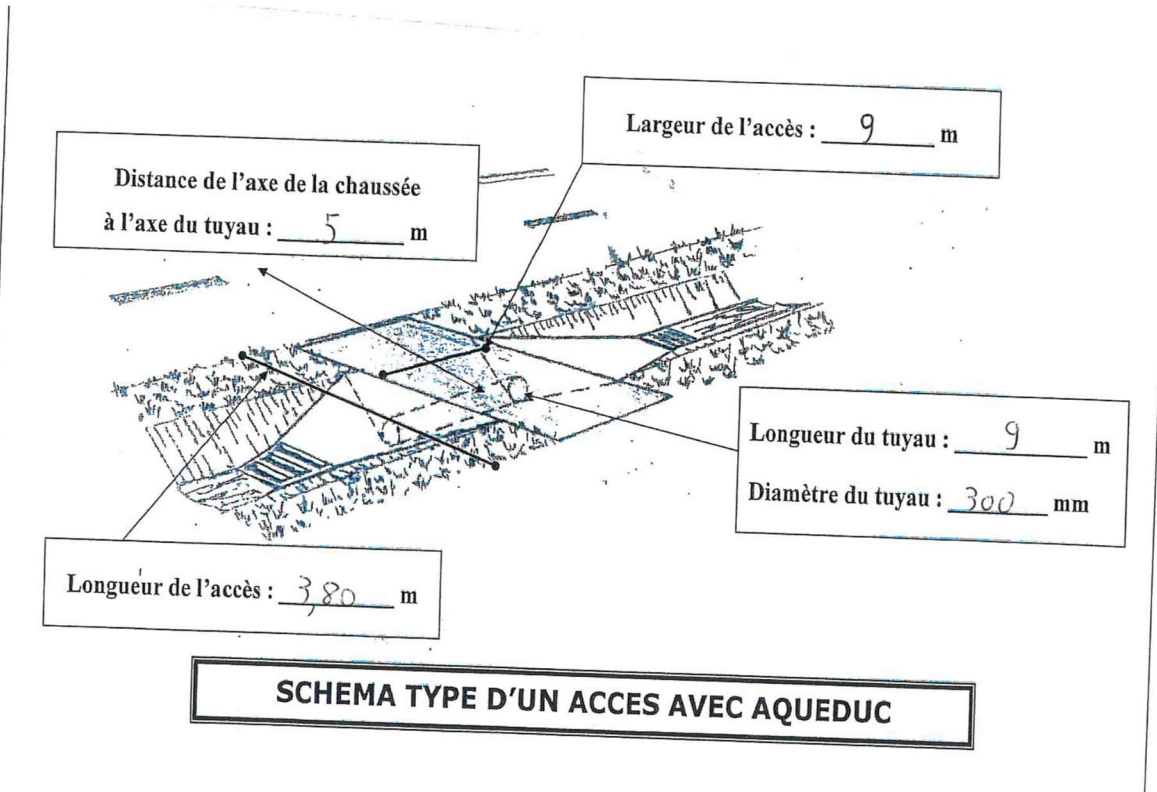 Largeur de l'accès : 9 m
Distance de l'axe de la chaussée
à l'axe du tuyau : 5 m
Longueur du tuyau : 9 m
Diamètre du tuyau : 300 mm
Longueur de l'accès : 3,80 m
SCHEMA TYPE D'UN ACCES AVEC AQUEDUC